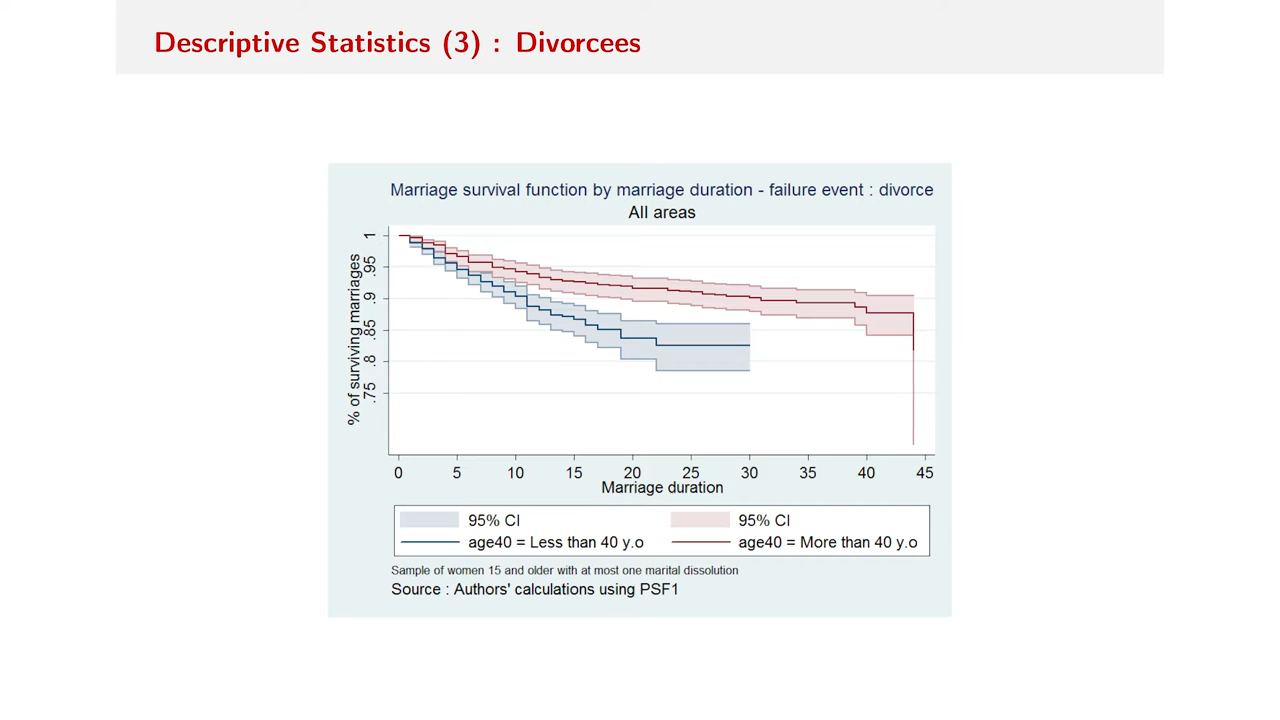 Descriptive Statistics (3) : Divorcees
Marriage survival function by marriage duration - failure event : divorce
All areas
% of surviving marriages
1
.95
.9
.85
.8
.75
0 5 10 15 20 25 30 35 40 45
Marriage duration
95% CI 95% CI
age40 = Less than 40 y.o age40 = More than 40 y.o
Sample of women 15 and older with at most one marital dissolution
Source : Authors' calculations using PSF1